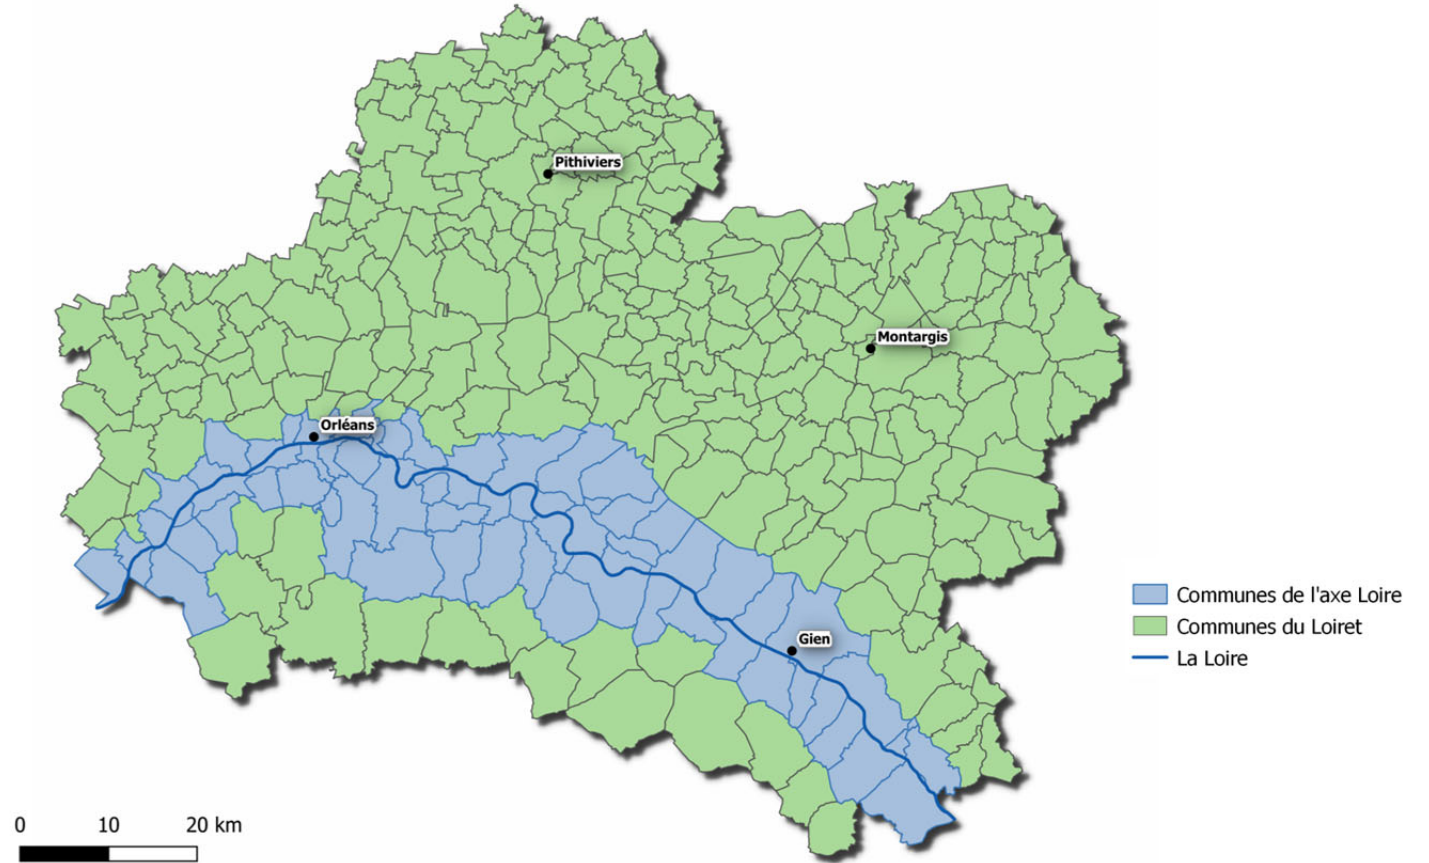 Pithiviers
Montargis
Orléans
Gien
Communes de l'axe Loire
Communes du Loiret
La Loire
0 10 20 km